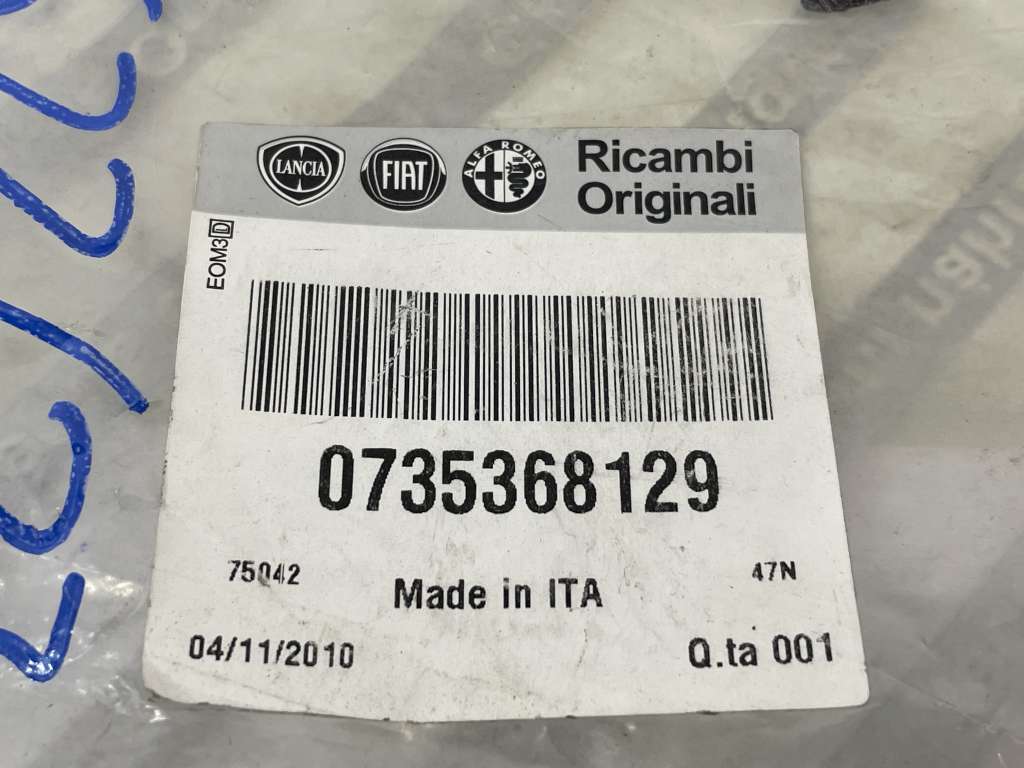 LANCIA
FIAT
ALFA ROMEO
Ricambi
Originali
EOM3D
0735368129
75042
Made in ITA
47N
04/11/2010
Q.ta 001